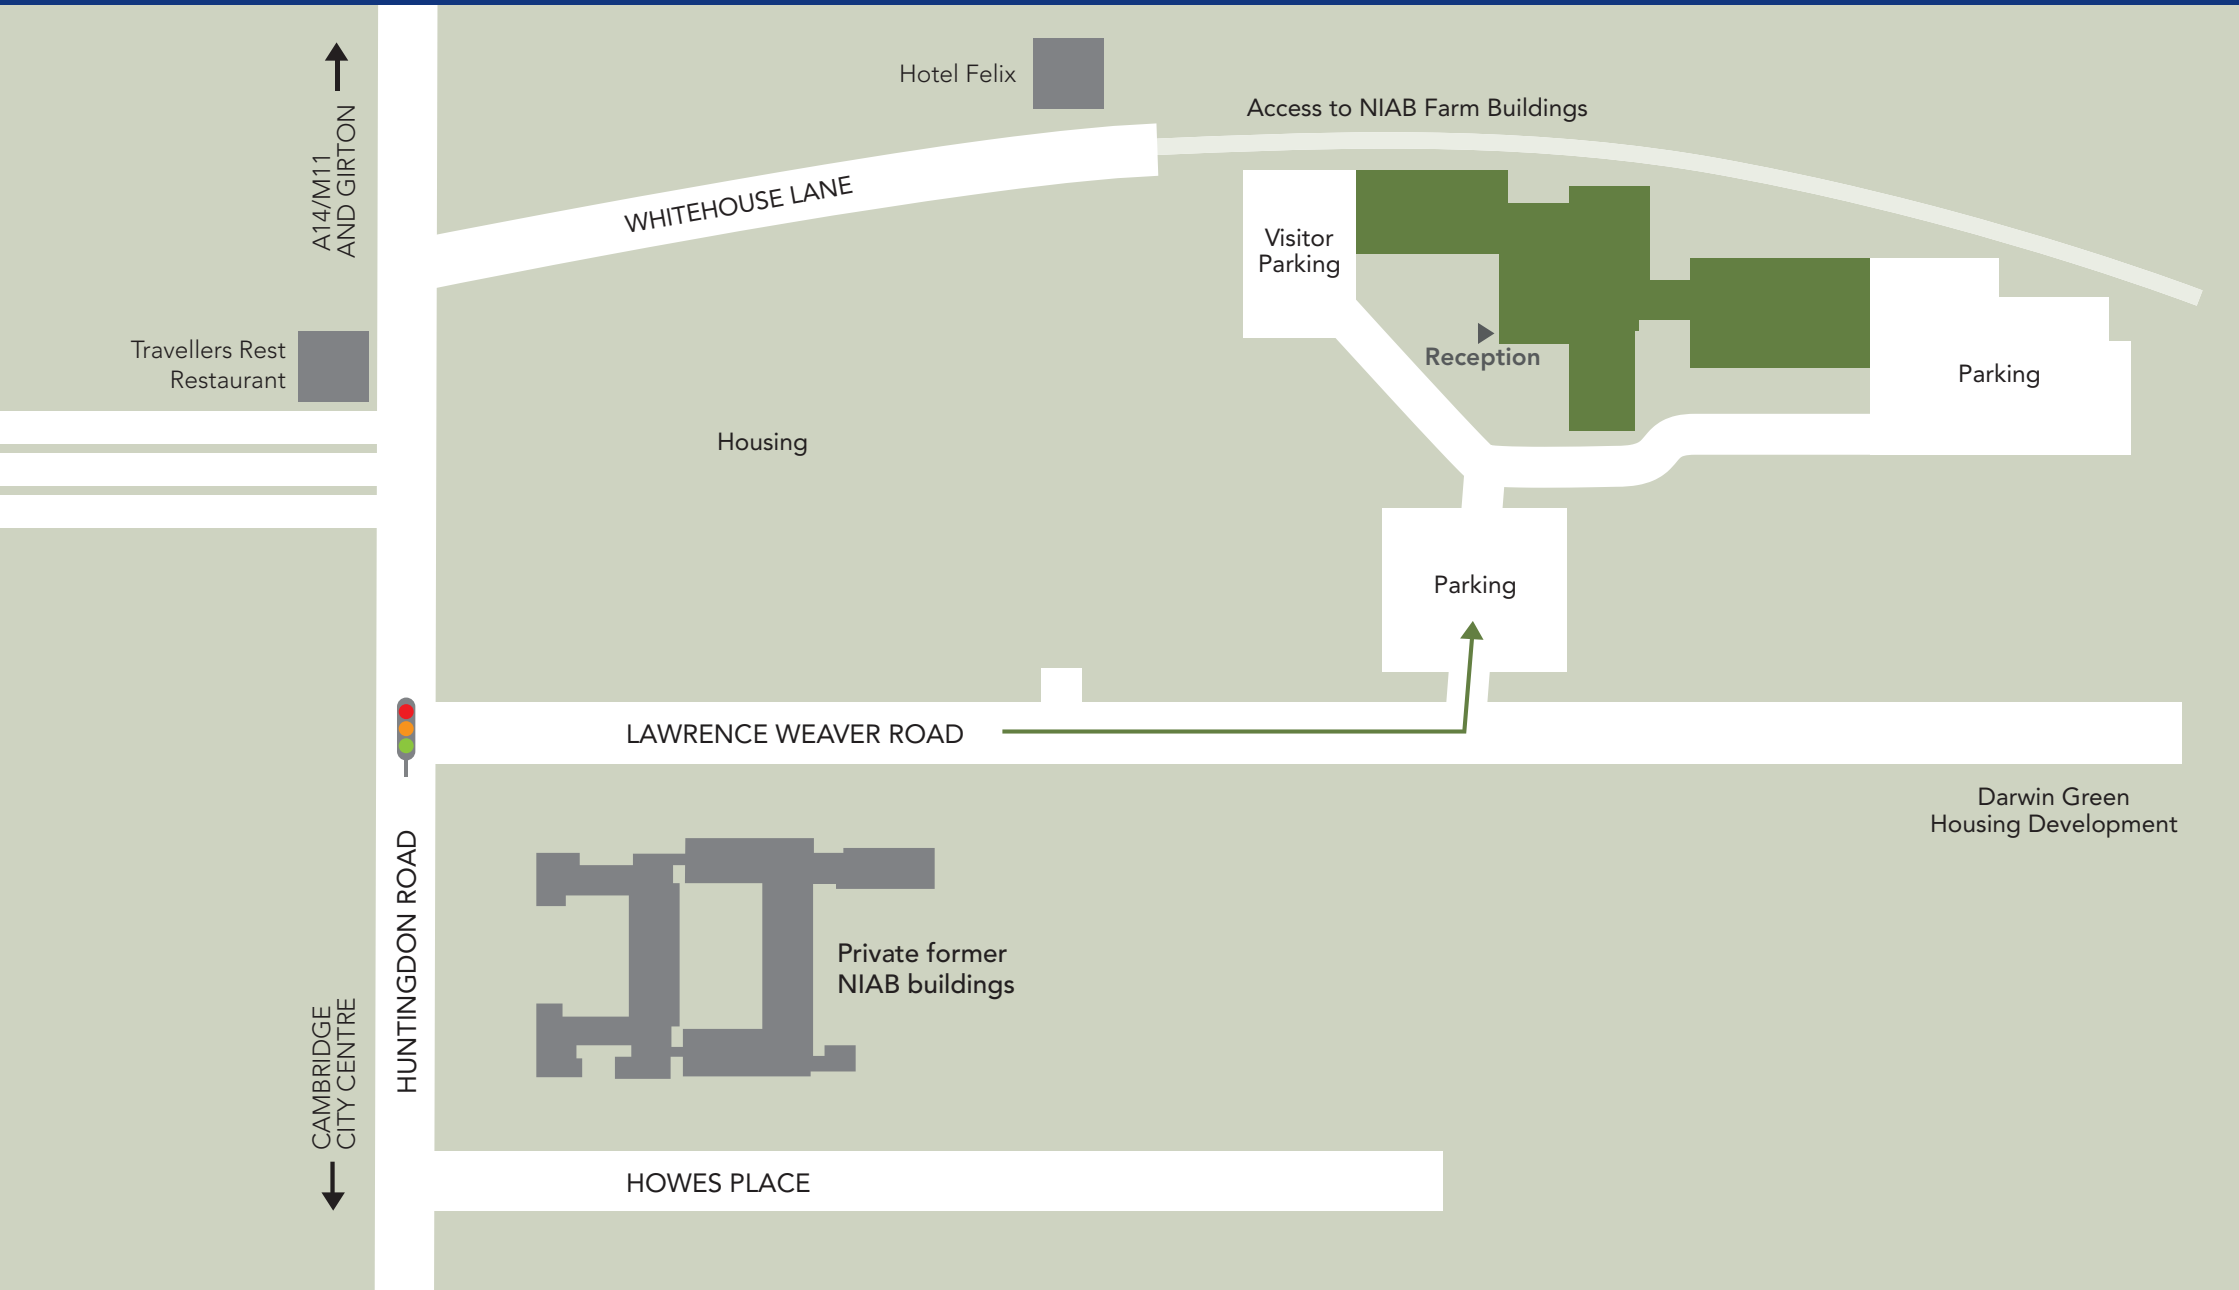 Hotel Felix
Access to NIAB Farm Buildings
A14/M11
AND GIRTON
WHITEHOUSE LANE
Visitor
Parking
Travellers Rest
Restaurant
Reception
Parking
Housing
Parking
LAWRENCE WEAVER ROAD
Darwin Green
Housing Development
HUNTINGDON ROAD
Private former
NIAB buildings
CAMBRIDGE
CITY CENTRE
HOWES PLACE